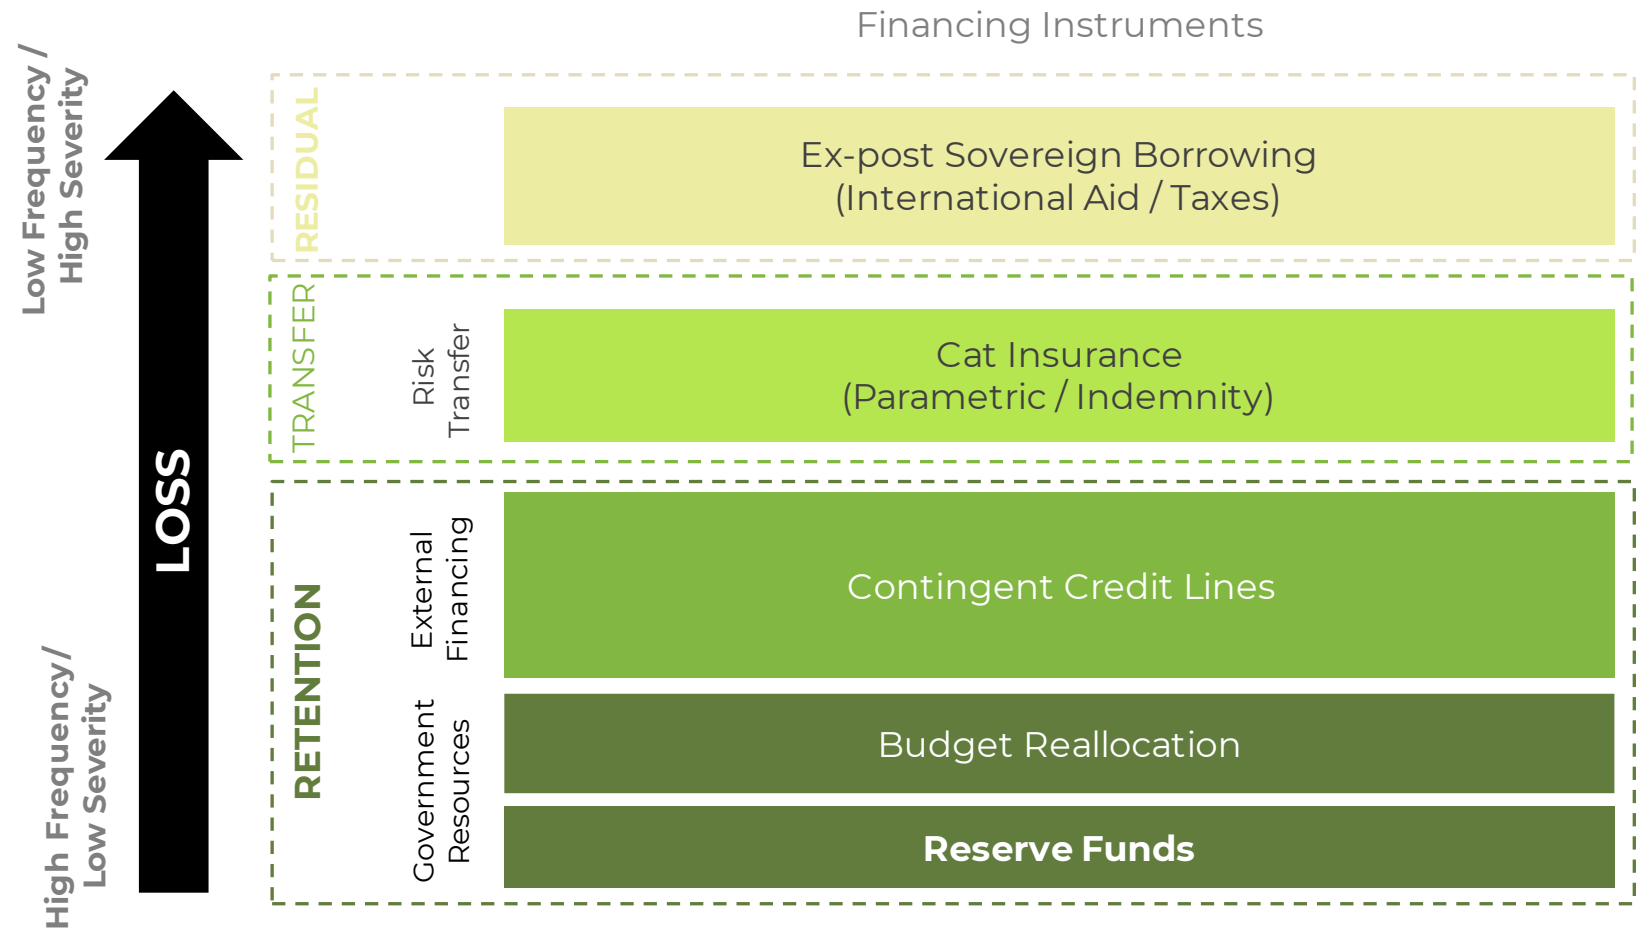 Financing Instruments
Low Frequency /
High Severity
RESIDUAL
Ex-post Sovereign Borrowing
(International Aid / Taxes)
TRANSFER
Risk
Transfer
Cat Insurance
(Parametric / Indemnity)
LOSS
RETENTION
External
Financing
Contingent Credit Lines
High Frequency/
Low Severity
Government
Resources
Budget Reallocation
Reserve Funds